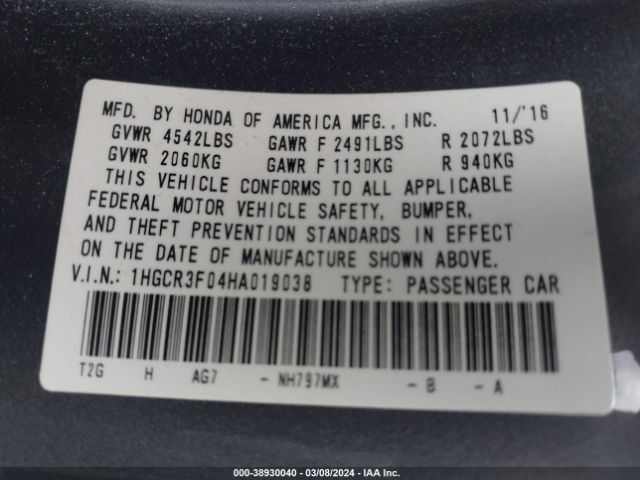 MFD. BY HONDA OF AMERICA MFG., INC. 11/'16
GVWR 4542LBS GAWR F 2491LBS R 2072LBS
GVWR 2060KG GAWR F 1130KG R 940KG
THIS VEHICLE CONFORMS TO ALL APPLICABLE
FEDERAL MOTOR VEHICLE SAFETY, BUMPER,
AND THEFT PREVENTION STANDARDS IN EFFECT
ON THE DATE OF MANUFACTURE SHOWN ABOVE.
V.I.N.: 1HGCR3F04HA019038 TYPE: PASSENGER CAR
T2G H AG7 - NH797MX - B - A
000-38930040 - 03/08/2024 - IAA Inc.